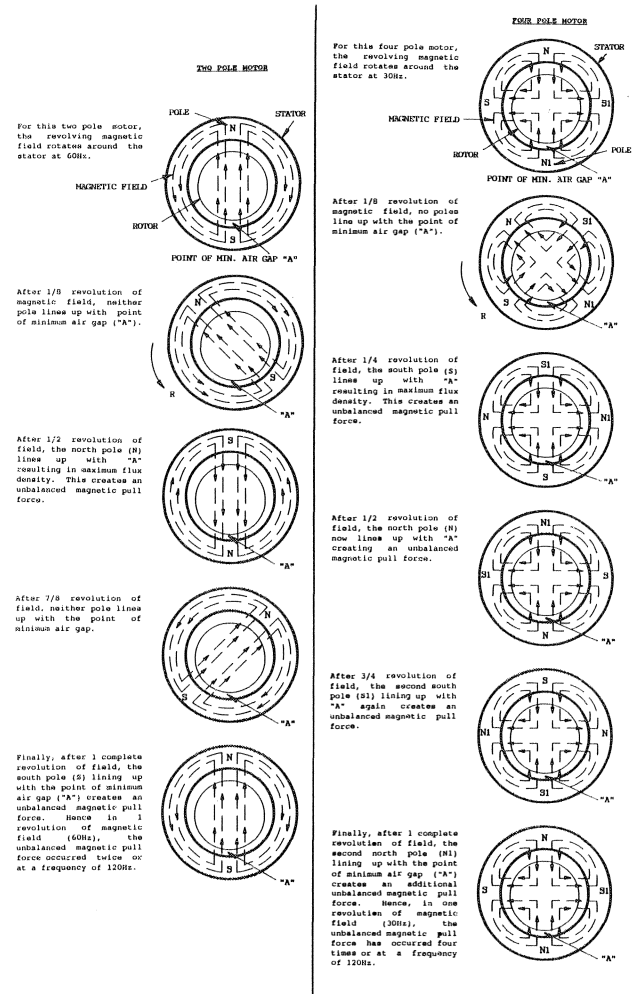 TWO POLE MOTOR
For this two pole motor,
the revolving magnetic
field rotates around the
stator at 60Hz.
POLE
STATOR
N
MAGNETIC FIELD
ROTOR
S
"A"
POINT OF MIN. AIR GAP "A"
After 1/8 revolution of
magnetic field, neither
pole lines up with point
of minimum air gap ("A").
N
S
R
"A"
After 1/2 revolution of
field, the north pole (N)
lines up with "A"
resulting in maximum flux
density. This creates an
unbalanced magnetic pull
force.
S
N
"A"
After 7/8 revolution of
field, neither pole lines
up with the point of
minimum air gap.
N
S
"A"
Finally, after 1 complete
revolution of field, the
south pole (S) lining up
with the point of minimum
air gap ("A") creates an
unbalanced magnetic pull
force. Hence in 1
revolution of magnetic
field (60Hz), the
unbalanced magnetic pull
force occurred twice or
at a frequency of 120Hz.
N
S
"A"
FOUR POLE MOTOR
For this four pole motor,
the revolving magnetic
field rotates around the
stator at 30Hz.
STATOR
N
S
S1
MAGNETIC FIELD
ROTOR
N1
POLE
"A"
POINT OF MIN. AIR GAP "A"
After 1/8 revolution of
magnetic field, no poles
line up with the point of
minimum air gap ("A").
N
S1
S
N1
R
"A"
After 1/4 revolution of
field, the south pole (S)
lines up with "A"
resulting in maximum flux
density. This creates an
unbalanced magnetic pull
force.
S1
N
N1
S
"A"
After 1/2 revolution of
field, the north pole (N)
now lines up with "A"
creating an unbalanced
magnetic pull force.
N1
S1
S
N
"A"
After 3/4 revolution of
field, the second south
pole (S1) lining up with
"A" again creates an
unbalanced magnetic pull
force.
S
N1
N
S1
"A"
Finally, after 1 complete
revolution of field, the
second north pole (N1)
lining up with the point
of minimum air gap ("A")
creates an additional
unbalanced magnetic pull
force. Hence, in one
revolution of magnetic
field (30Hz), the
unbalanced magnetic pull
force has occurred four
times or at a frequency
of 120Hz.
N
S
S1
N1
"A"